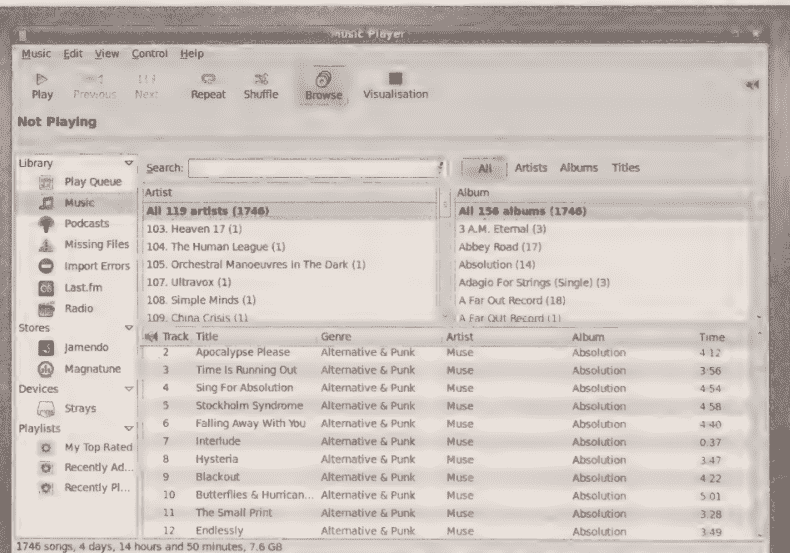 Music Player
Music Edit View Control Help
Play Previous Next Repeat Shuffle Browse Visualisation
Not Playing
Library
Play Queue
Music
Podcasts
Missing Files
Import Errors
Last.fm
Radio
Stores
Jamendo
Magnatune
Devices
Strays
Playlists
My Top Rated
Recently Ad...
Recently Pl...
Search:
All Artists Albums Titles
Artist
All 119 artists (1746)
103. Heaven 17 (1)
104. The Human League (1)
105. Orchestral Manoeuvres In The Dark (1)
107. Ultravox (1)
108. Simple Minds (1)
109. China Crisis (1)
Album
All 156 albums (1746)
3 A.M. Eternal (3)
Abbey Road (17)
Absolution (14)
Adagio For Strings (Single) (3)
A Far Out Record (18)
A Far Out Record (1)
Track Title Genre Artist Album Time
2 Apocalypse Please Alternative & Punk Muse Absolution 4:12
3 Time Is Running Out Alternative & Punk Muse Absolution 3:56
4 Sing For Absolution Alternative & Punk Muse Absolution 4:54
5 Stockholm Syndrome Alternative & Punk Muse Absolution 4:58
6 Falling Away With You Alternative & Punk Muse Absolution 4:40
7 Interlude Alternative & Punk Muse Absolution 0:37
8 Hysteria Alternative & Punk Muse Absolution 3:47
9 Blackout Alternative & Punk Muse Absolution 4:22
10 Butterflies & Hurrican... Alternative & Punk Muse Absolution 5:01
11 The Small Print Alternative & Punk Muse Absolution 3:28
12 Endlessly Alternative & Punk Muse Absolution 3:49
1746 songs, 4 days, 14 hours and 50 minutes, 7.6 GB